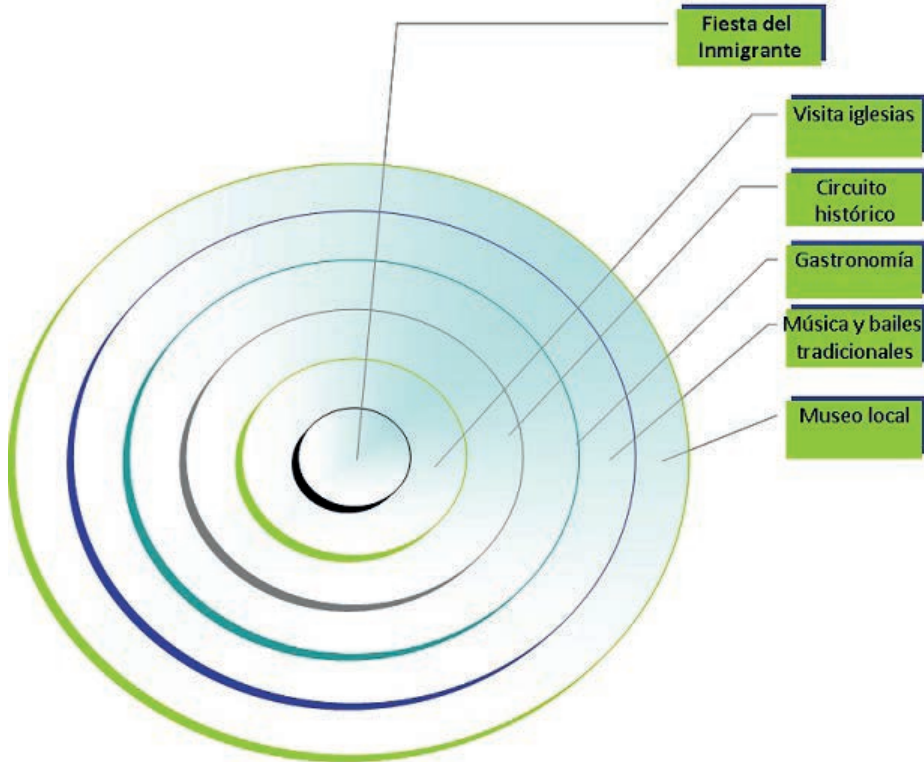 Fiesta del
Inmigrante
Visita iglesias
Circuito
histórico
Gastronomía
Música y bailes
tradicionales
Museo local